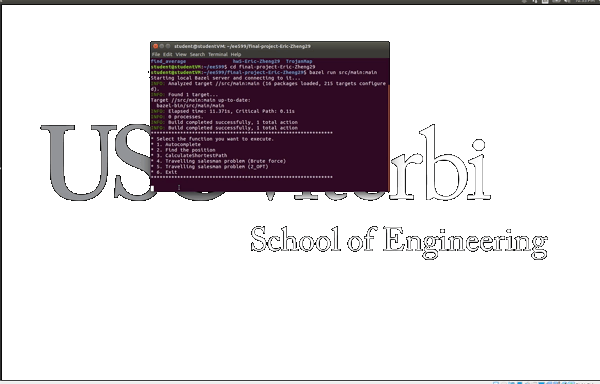 student@studentVM: ~/ee599/final-project-Eric-Zheng29
File Edit View Search Terminal Help
find_average hw5-Eric-Zheng29 TrojanMap
student@studentVM:~/ee599$ cd final-project-Eric-Zheng29
student@studentVM:~/ee599/final-project-Eric-Zheng29$ bazel run src/main:main
Starting local Bazel server and connecting to it...
INFO: Analyzed target //src/main:main (16 packages loaded, 215 targets configure
d).
INFO: Found 1 target...
Target //src/main:main up-to-date:
bazel-bin/src/main/main
INFO: Elapsed time: 11.371s, Critical Path: 0.11s
INFO: 0 processes.
INFO: Build completed successfully, 1 total action
INFO: Build completed successfully, 1 total action
**************************************************************
* Select the function you want to execute.
* 1. Autocomplete
* 2. Find the position
* 3. CalculateShortestPath
* 4. Travelling salesman problem (Brute force)
* 5. Travelling salesman problem (2_OPT)
* 6. Exit
**************************************************************
US
School of Engineering